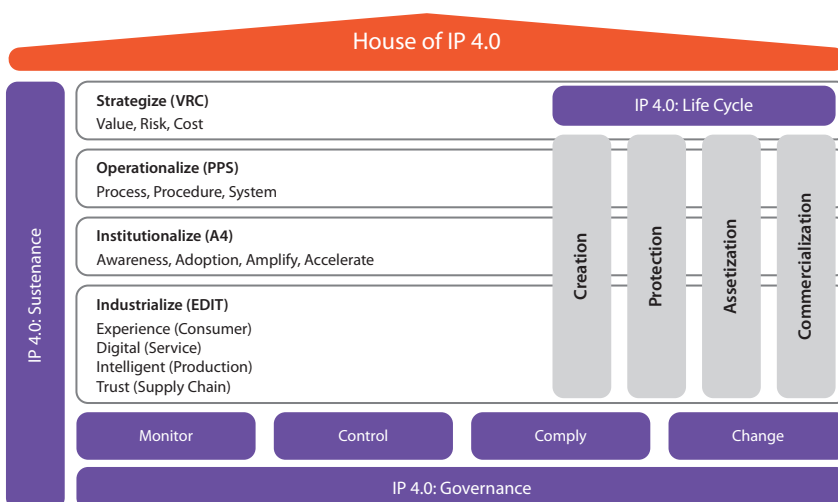 House of IP 4.0
IP 4.0: Sustenance
Strategize (VRC)
Value, Risk, Cost
Operationalize (PPS)
Process, Procedure, System
Institutionalize (A4)
Awareness, Adoption, Amplify, Accelerate
Industrialize (EDIT)
Experience (Consumer)
Digital (Service)
Intelligent (Production)
Trust (Supply Chain)
IP 4.0: Life Cycle
Creation
Protection
Assetization
Commercialization
Monitor
Control
Comply
Change
IP 4.0: Governance